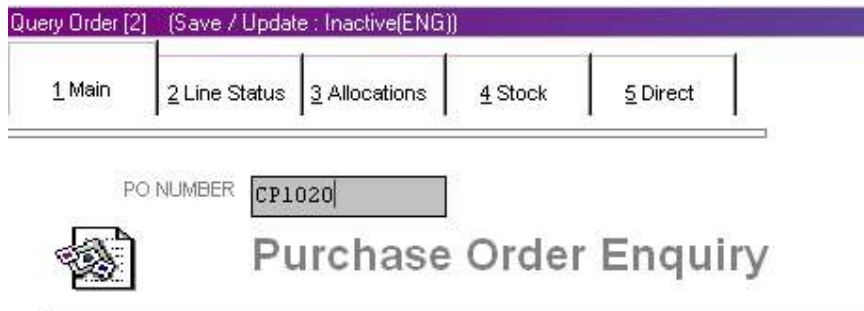 Query Order [2] (Save / Update : Inactive(ENG))
1 Main 2 Line Status 3 Allocations 4 Stock 5 Direct
PO NUMBER CP1020
Purchase Order Enquiry